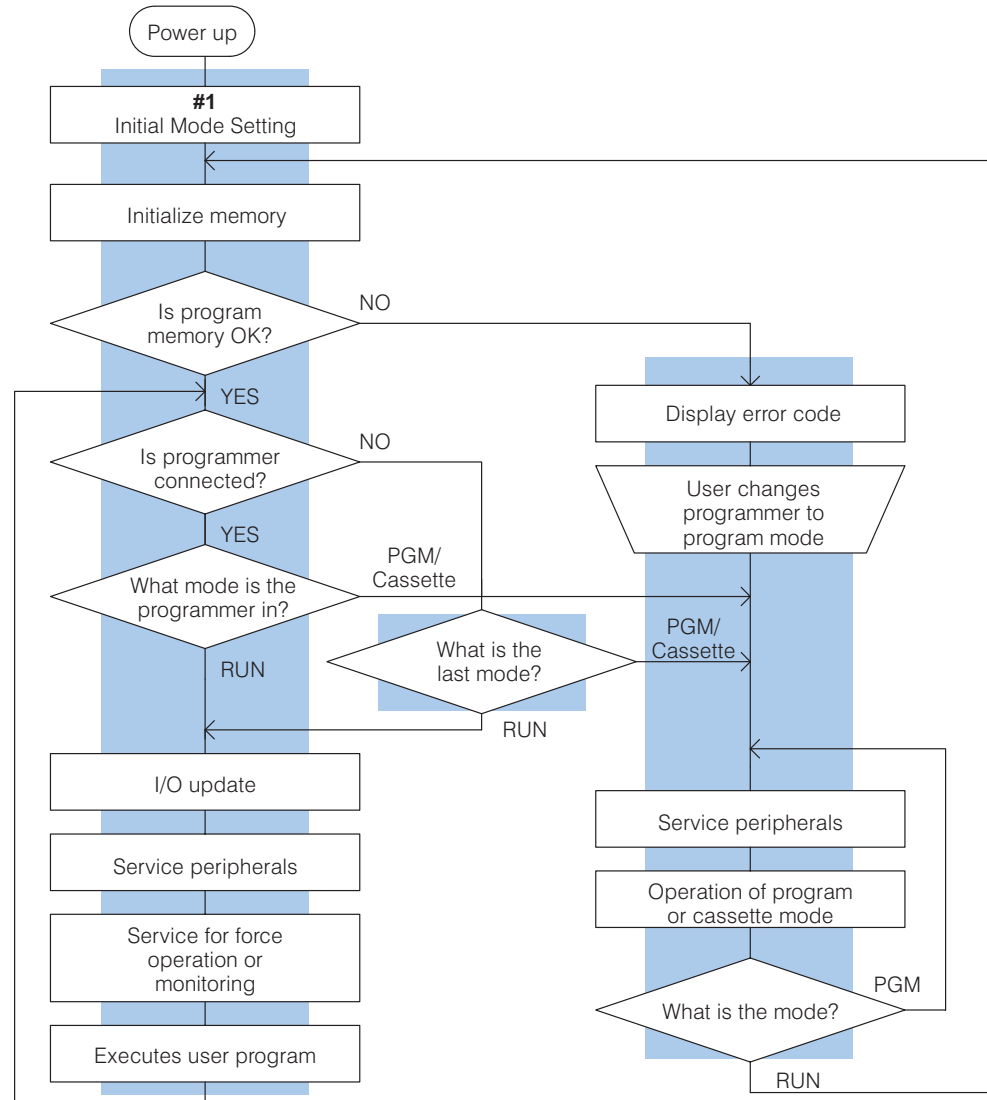 Power up
#1
Initial Mode Setting
Initialize memory
Is program
memory OK?
NO
YES
Display error code
Is programmer
connected?
NO
User changes
programmer to
program mode
YES
What mode is the
programmer in?
PGM/
Cassette
What is the
last mode?
PGM/
Cassette
RUN
RUN
I/O update
Service peripherals
Service for force
operation or
monitoring
Executes user program
Service peripherals
Operation of program
or cassette mode
What is the mode?
PGM
RUN